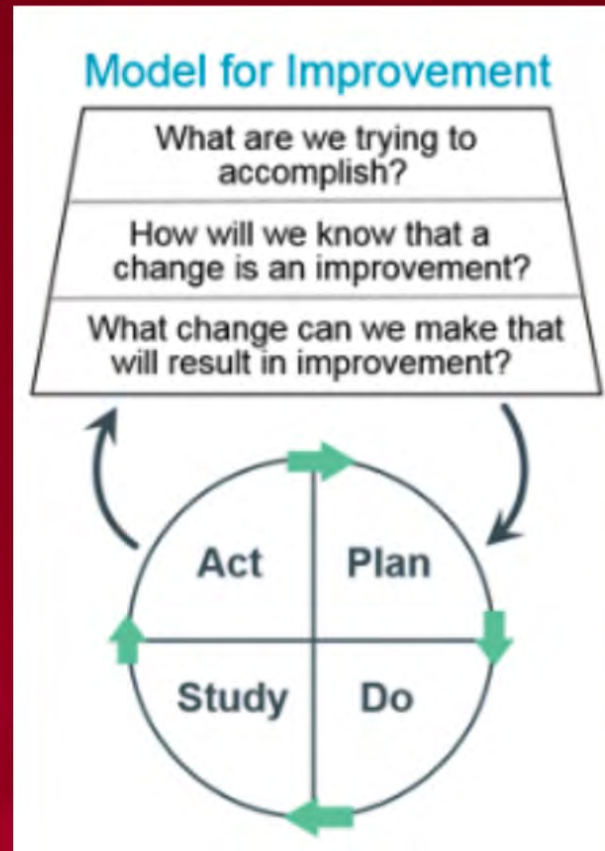 Model for Improvement
What are we trying to
accomplish?
How will we know that a
change is an improvement?
What change can we make that
will result in improvement?
Act
Plan
Study
Do